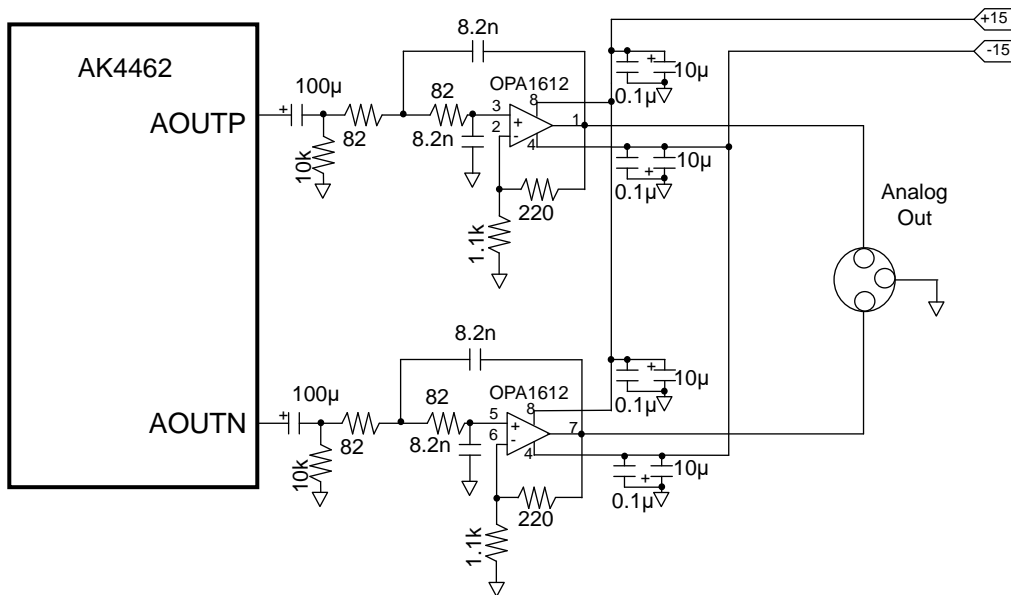 +15
-15
8.2n
AK4462
100µ
82
OPA1612
8
+
10µ
0.1µ
AOUTP
+
82
3
+
2
-
1
8.2n
4
10k
10µ
+
0.1µ
220
1.1k
Analog
Out
8.2n
100µ
82
OPA1612
8
+
10µ
0.1µ
AOUTN
+
82
5
+
6
-
7
8.2n
4
10k
10µ
+
0.1µ
220
1.1k